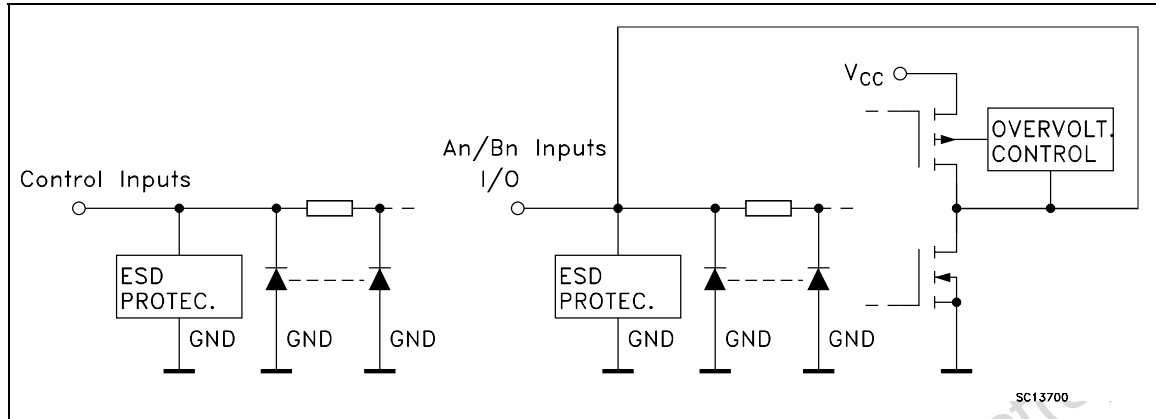 VCC
OVERVOLT.
CONTROL
An/Bn Inputs
I/O
Control Inputs
ESD
PROTEC.
GND
GND
GND
ESD
PROTEC.
GND
GND
GND
SC13700